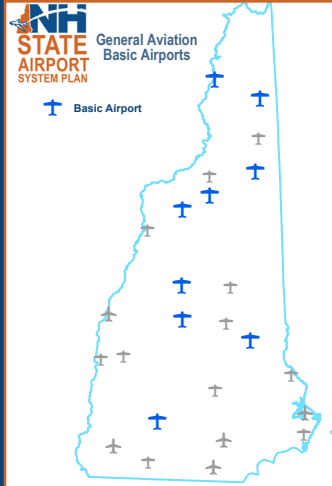 NH
STATE
AIRPORT
SYSTEM PLAN
General Aviation
Basic Airports
Basic Airport